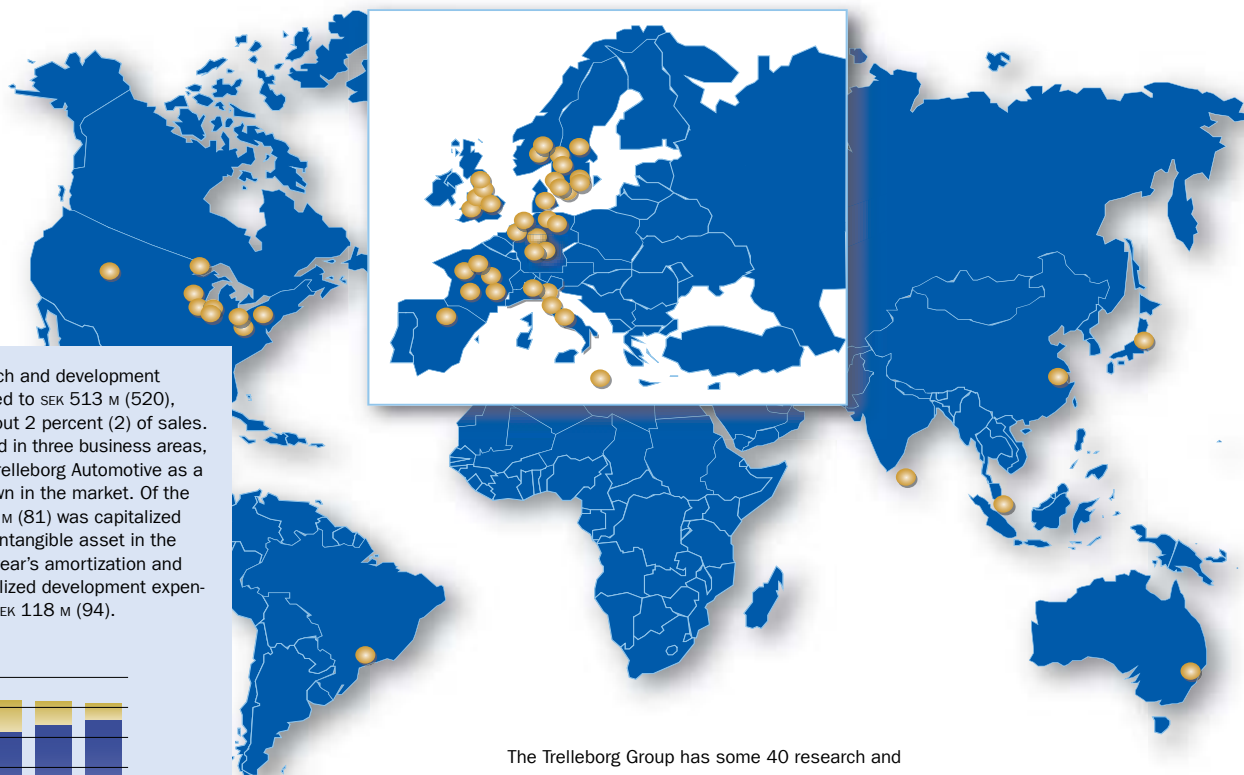 ch and development
ed to SEK 513 M (520),
out 2 percent (2) of sales.
d in three business areas,
relleborg Automotive as a
wn in the market. Of the
M (81) was capitalized
ntangible asset in the
ear's amortization and
alized development expen-
EK 118 M (94).
The Trelleborg Group has some 40 research and